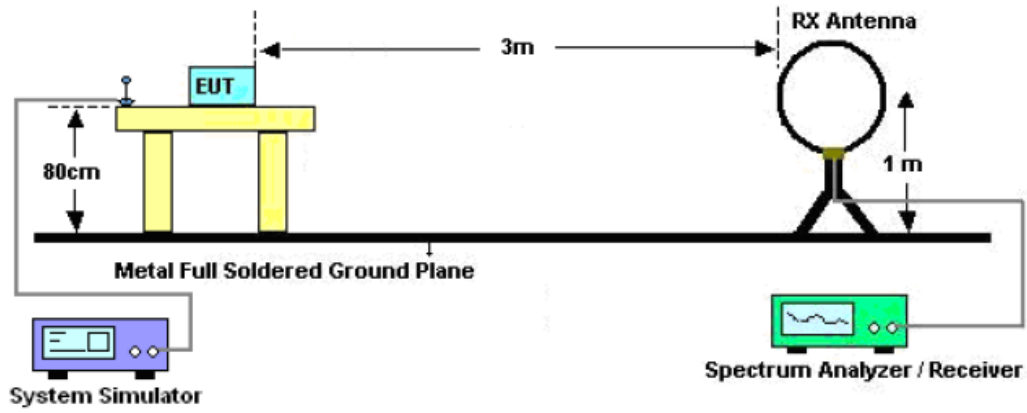 RX Antenna
3m
EUT
80cm
1 m
Metal Full Soldered Ground Plane
System Simulator
Spectrum Analyzer / Receiver